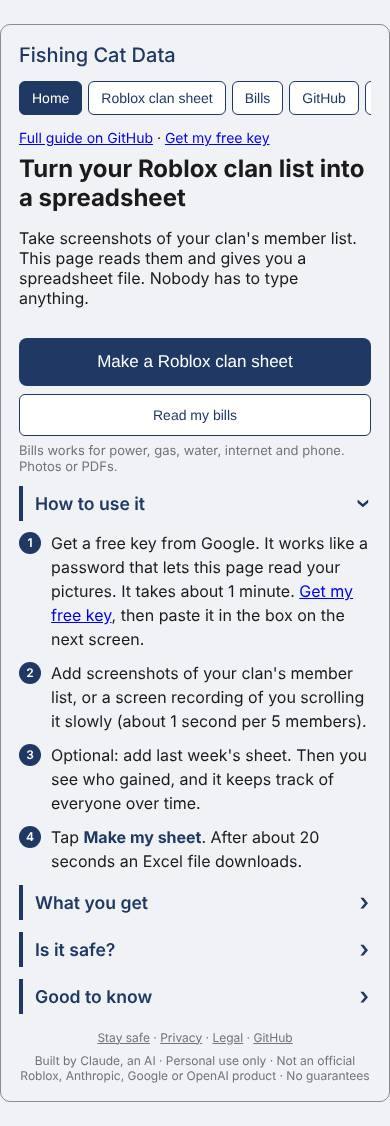 Fishing Cat Data
Home
Roblox clan sheet
Bills
GitHub
Full guide on GitHub · Get my free key
Turn your Roblox clan list into
a spreadsheet
Take screenshots of your clan's member list.
This page reads them and gives you a
spreadsheet file. Nobody has to type
anything.
Make a Roblox clan sheet
Read my bills
Bills works for power, gas, water, internet and phone.
Photos or PDFs.
How to use it
1 Get a free key from Google. It works like a
password that lets this page read your
pictures. It takes about 1 minute. Get my
free key, then paste it in the box on the
next screen.
2 Add screenshots of your clan's member
list, or a screen recording of you scrolling
it slowly (about 1 second per 5 members).
3 Optional: add last week's sheet. Then you
see who gained, and it keeps track of
everyone over time.
4 Tap Make my sheet. After about 20
seconds an Excel file downloads.
What you get
Is it safe?
Good to know
Stay safe · Privacy · Legal · GitHub
Built by Claude, an AI · Personal use only · Not an official
Roblox, Anthropic, Google or OpenAI product · No guarantees